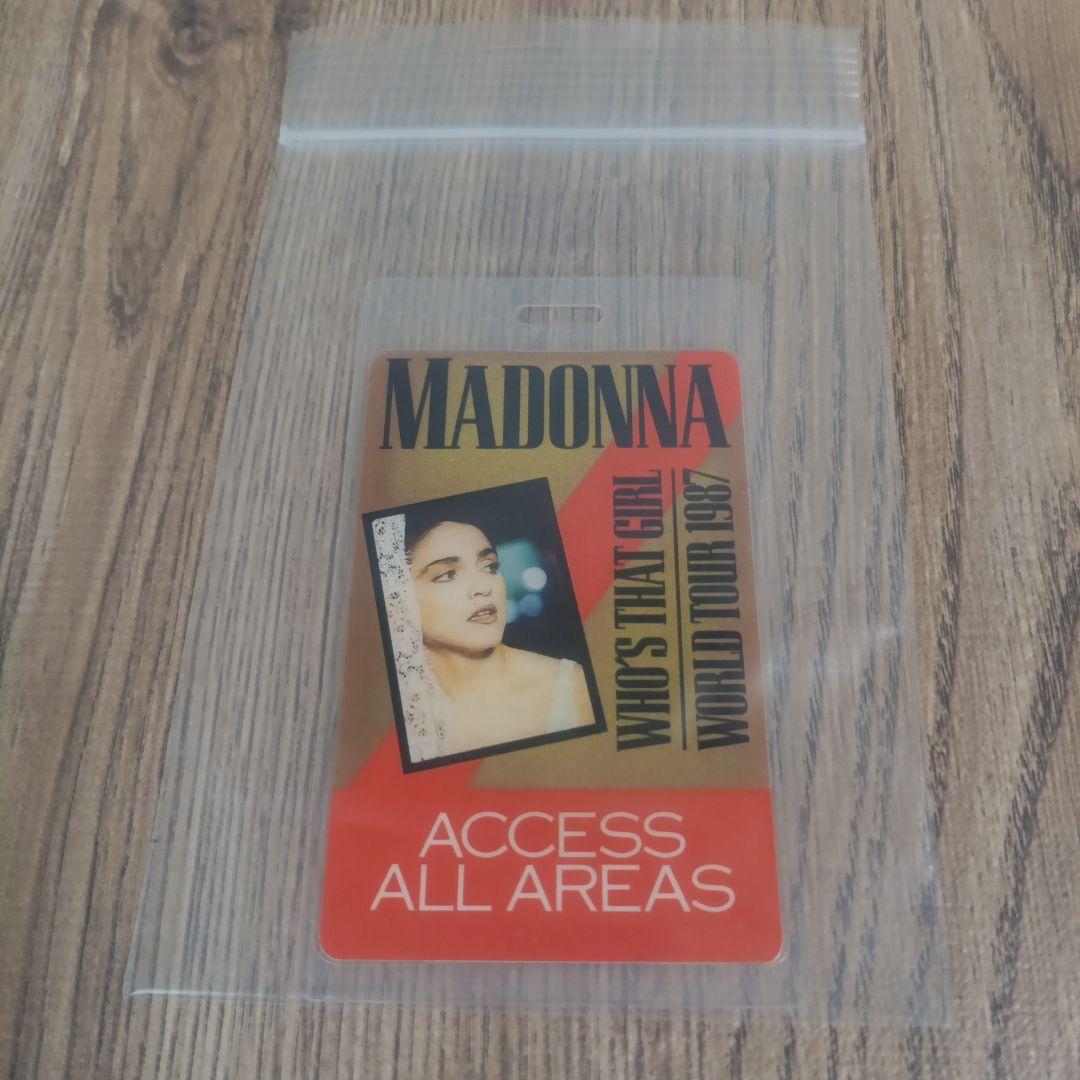 MADONNA
WHO'S THAT GIRL
WORLD TOUR 1987
ACCESS
ALL AREAS